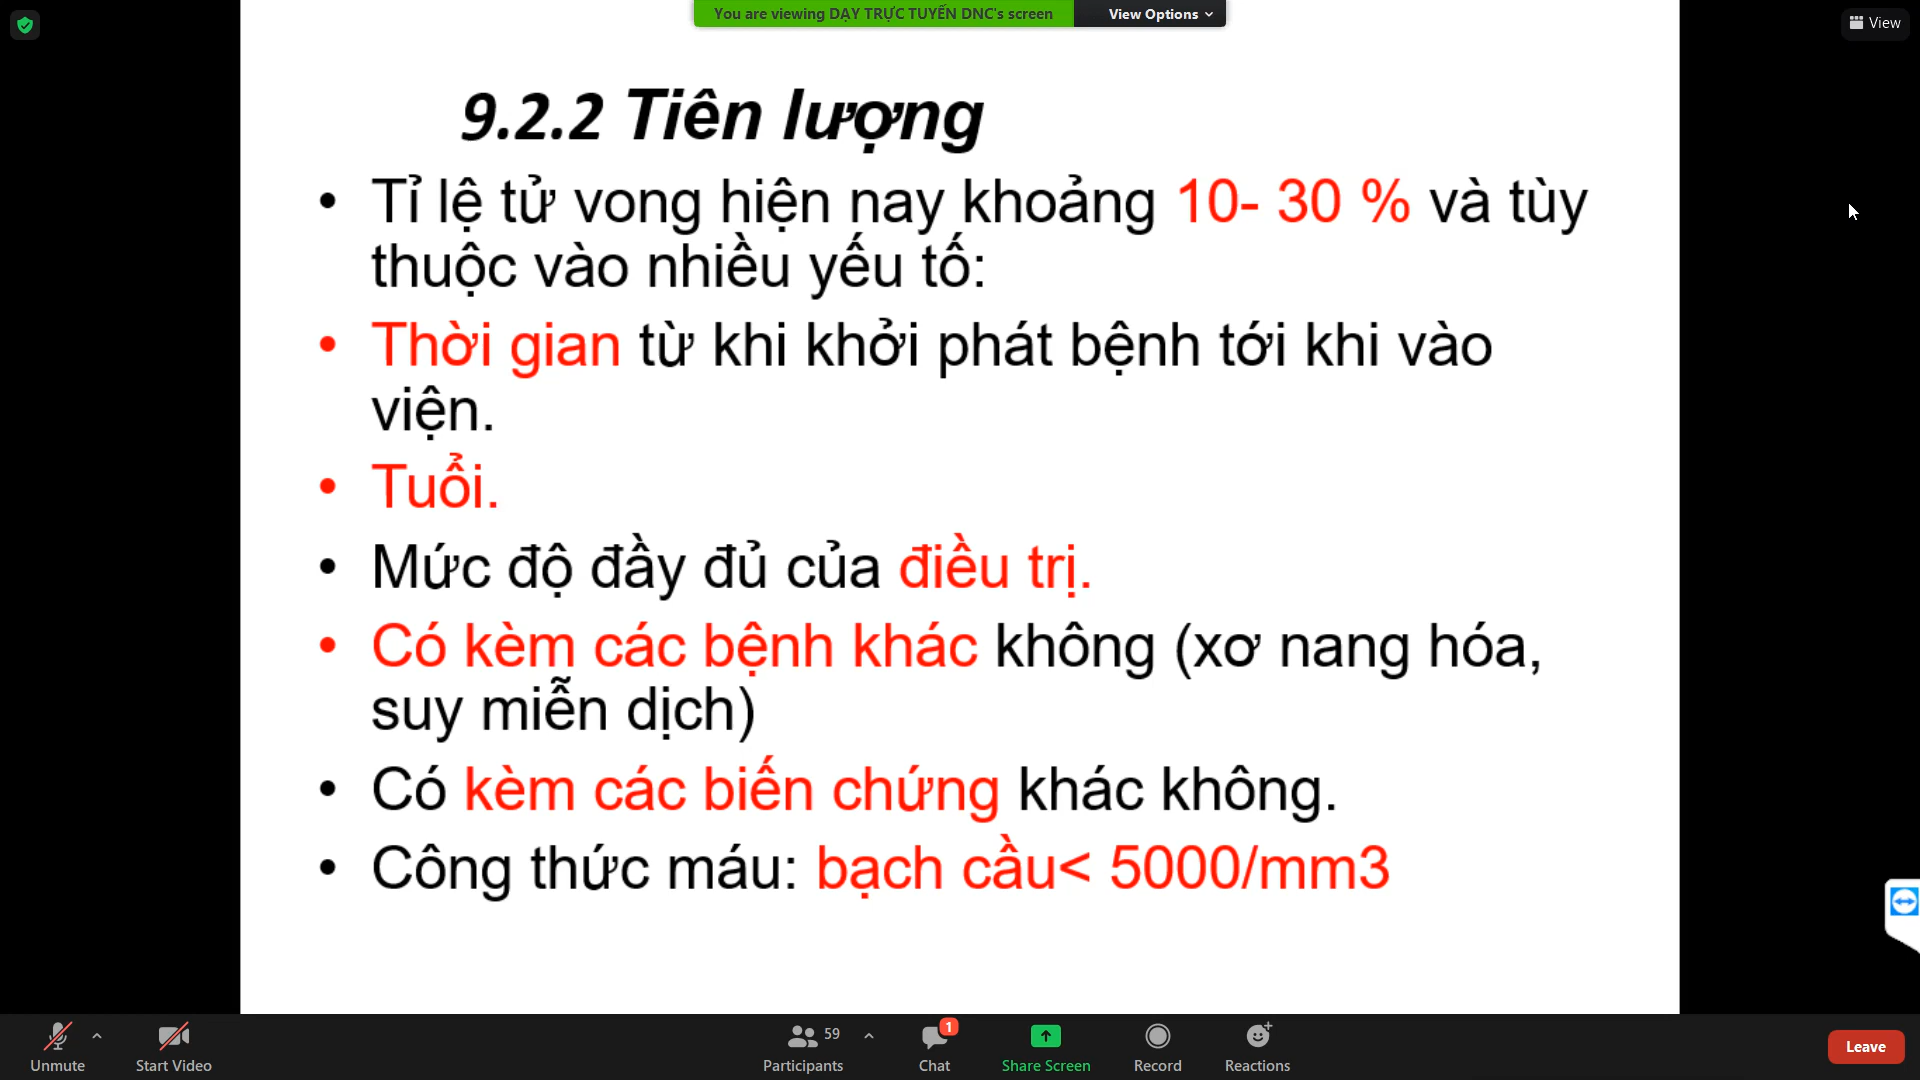 You are viewing DẠY TRỰC TUYẾN DNC's screen
View Options
View
9.2.2 Tiên lượng
• Tỉ lệ tử vong hiện nay khoảng 10- 30 % và tùy
thuộc vào nhiều yếu tố:
• Thời gian từ khi khởi phát bệnh tới khi vào
viện.
• Tuổi.
• Mức độ đầy đủ của điều trị.
• Có kèm các bệnh khác không (xơ nang hóa,
suy miễn dịch)
• Có kèm các biến chứng khác không.
• Công thức máu: bạch cầu< 5000/mm3
Unmute
Start Video
59
Participants
1
Chat
Share Screen
Record
Reactions
Leave